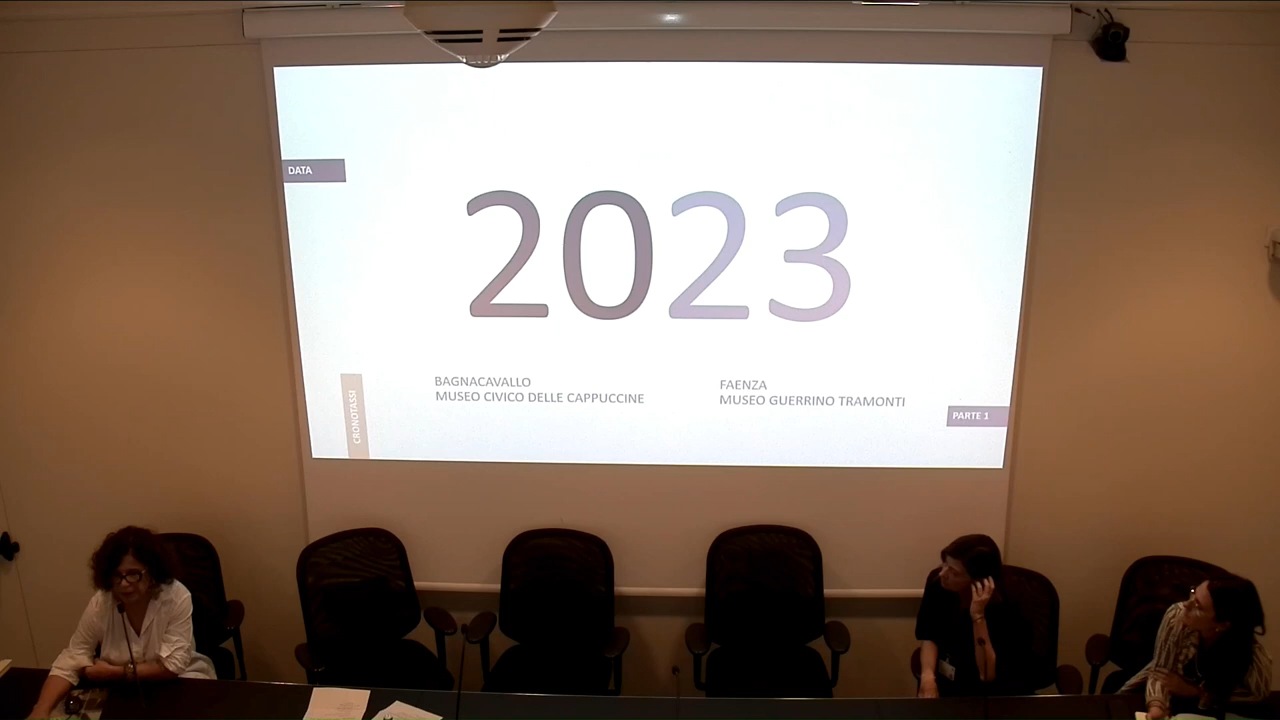 DATA
2023
BAGNACAVALLO
MUSEO CIVICO DELLE CAPPUCCINE
FAENZA
MUSEO GUERRINO TRAMONTI
PARTE 1
CRONOTASSI